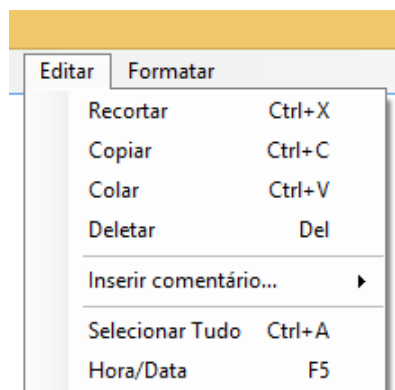 Editar Formatar
Recortar Ctrl+X
Copiar Ctrl+C
Colar Ctrl+V
Deletar Del
Inserir comentário...
Selecionar Tudo Ctrl+A
Hora/Data F5